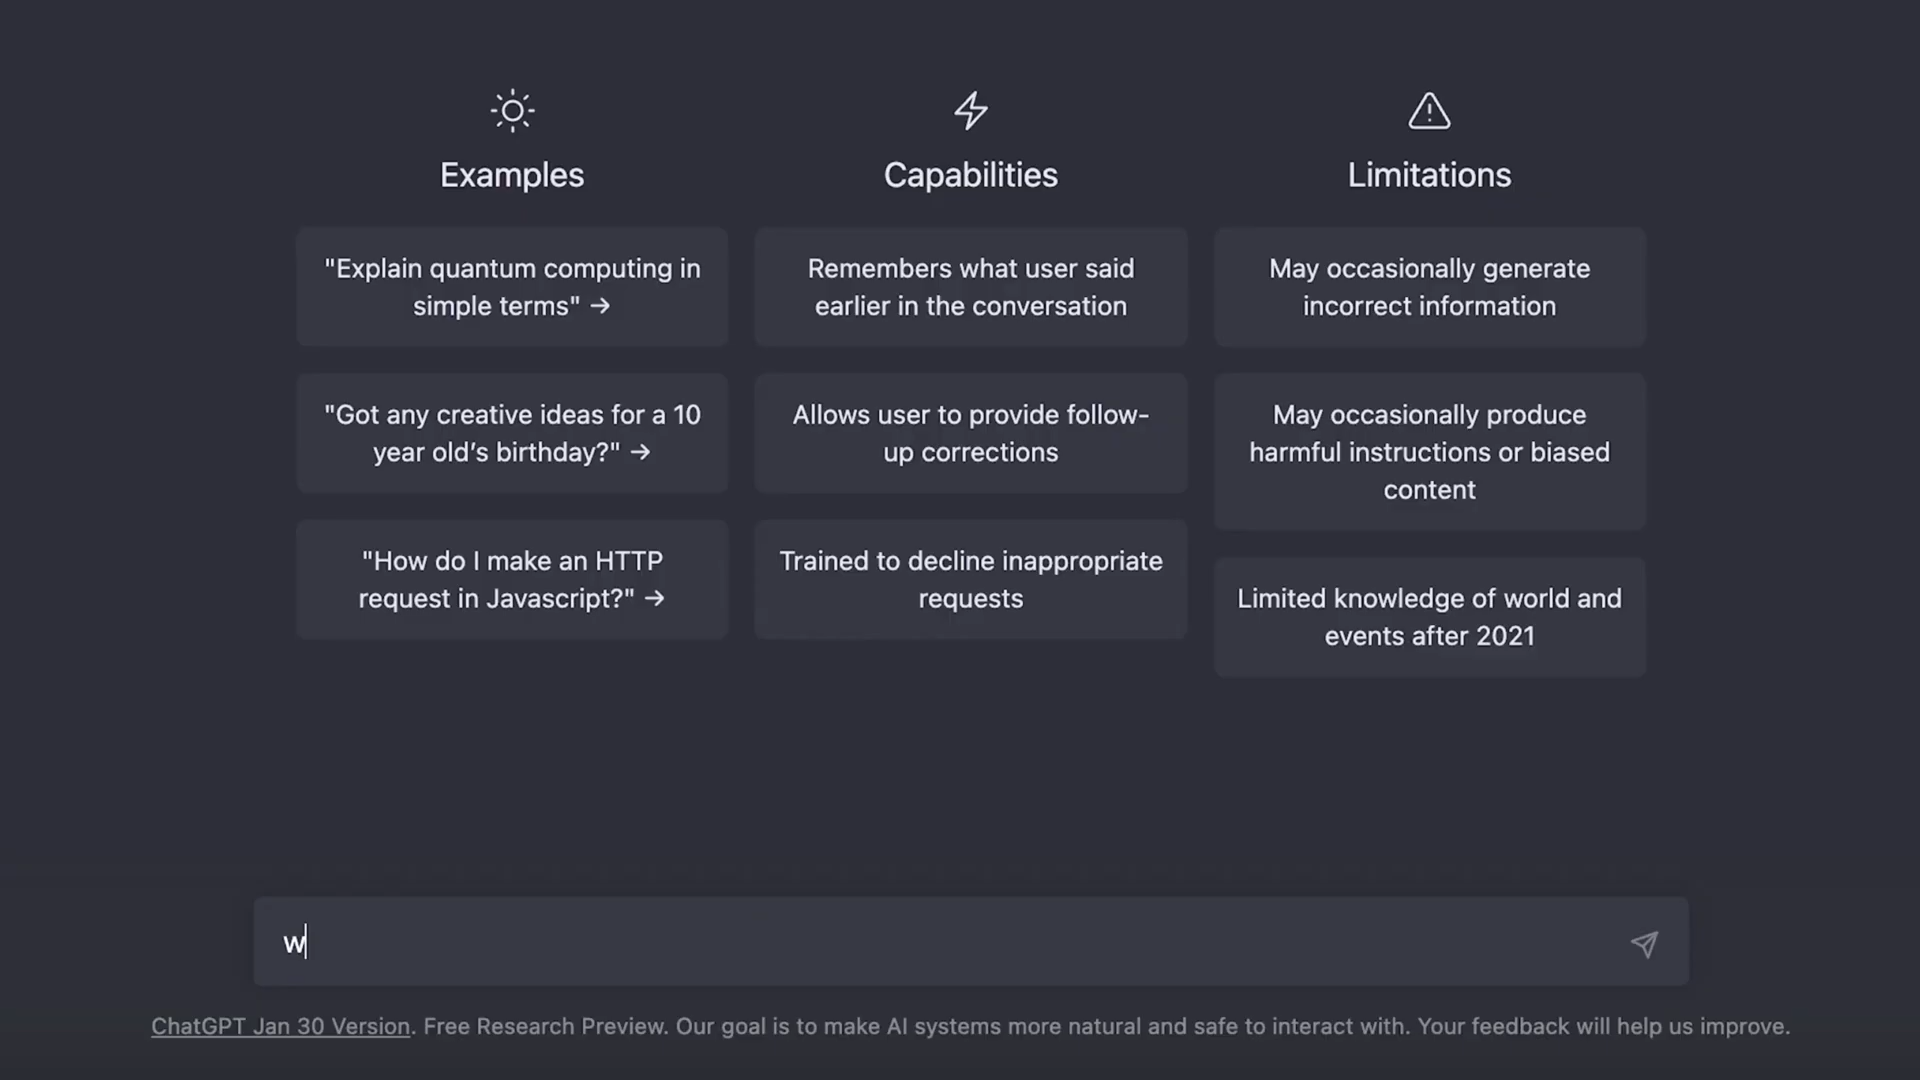 Examples
"Explain quantum computing in
simple terms" →
"Got any creative ideas for a 10
year old’s birthday?" →
"How do I make an HTTP
request in Javascript?" →
Capabilities
Remembers what user said
earlier in the conversation
Allows user to provide follow-
up corrections
Trained to decline inappropriate
requests
Limitations
May occasionally generate
incorrect information
May occasionally produce
harmful instructions or biased
content
Limited knowledge of world and
events after 2021
w
ChatGPT Jan 30 Version. Free Research Preview. Our goal is to make AI systems more natural and safe to interact with. Your feedback will help us improve.